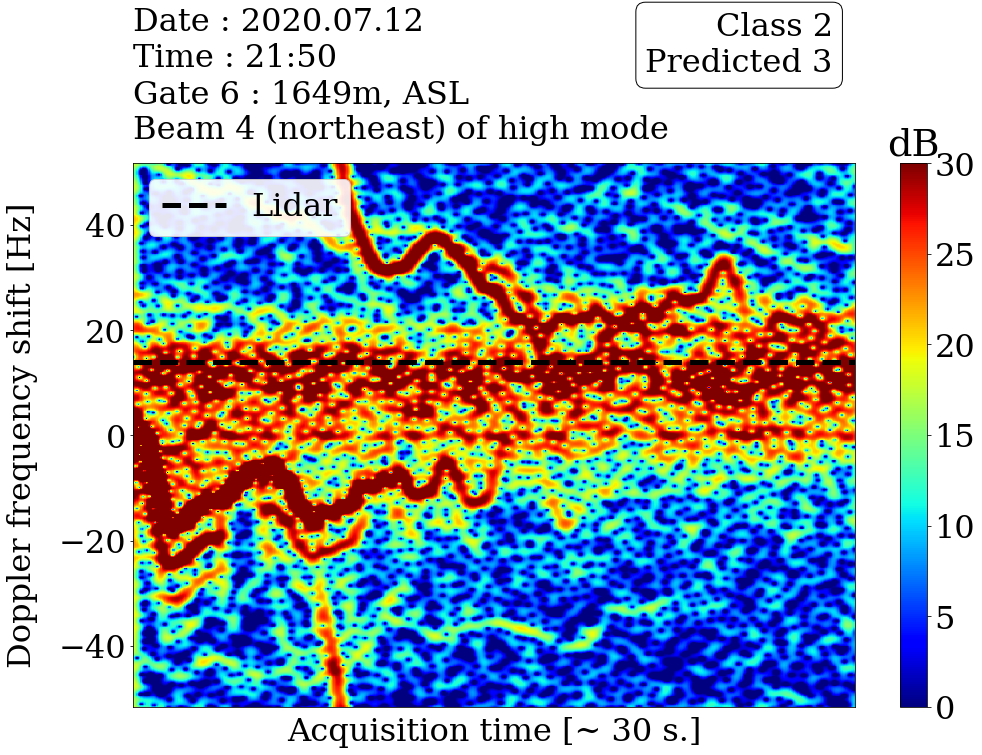 Date : 2020.07.12
Time : 21:50
Gate 6 : 1649m, ASL
Beam 4 (northeast) of high mode
Class 2
Predicted 3
dB
Lidar
Doppler frequency shift [Hz]
40
20
0
−20
−40
30
25
20
15
10
5
0
Acquisition time [~ 30 s.]